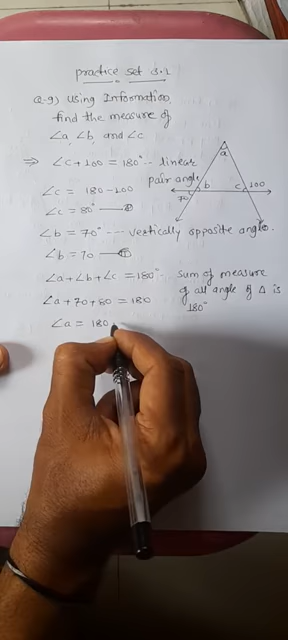 practice set 3.1
Q-9) Using Information
find the measure of
∠a, ∠b, and ∠c
⇒ ∠c + 100 = 180° -- linear
pair angle
∠c = 180 - 100
∠c = 80°
∠b = 70° --- vertically opposite angle.
∠b = 70
∠a + ∠b + ∠c = 180° -- sum of measure
of all angle of Δ is
180°
∠a + 70 + 80 = 180
∠a = 180
a
b
c
100
70